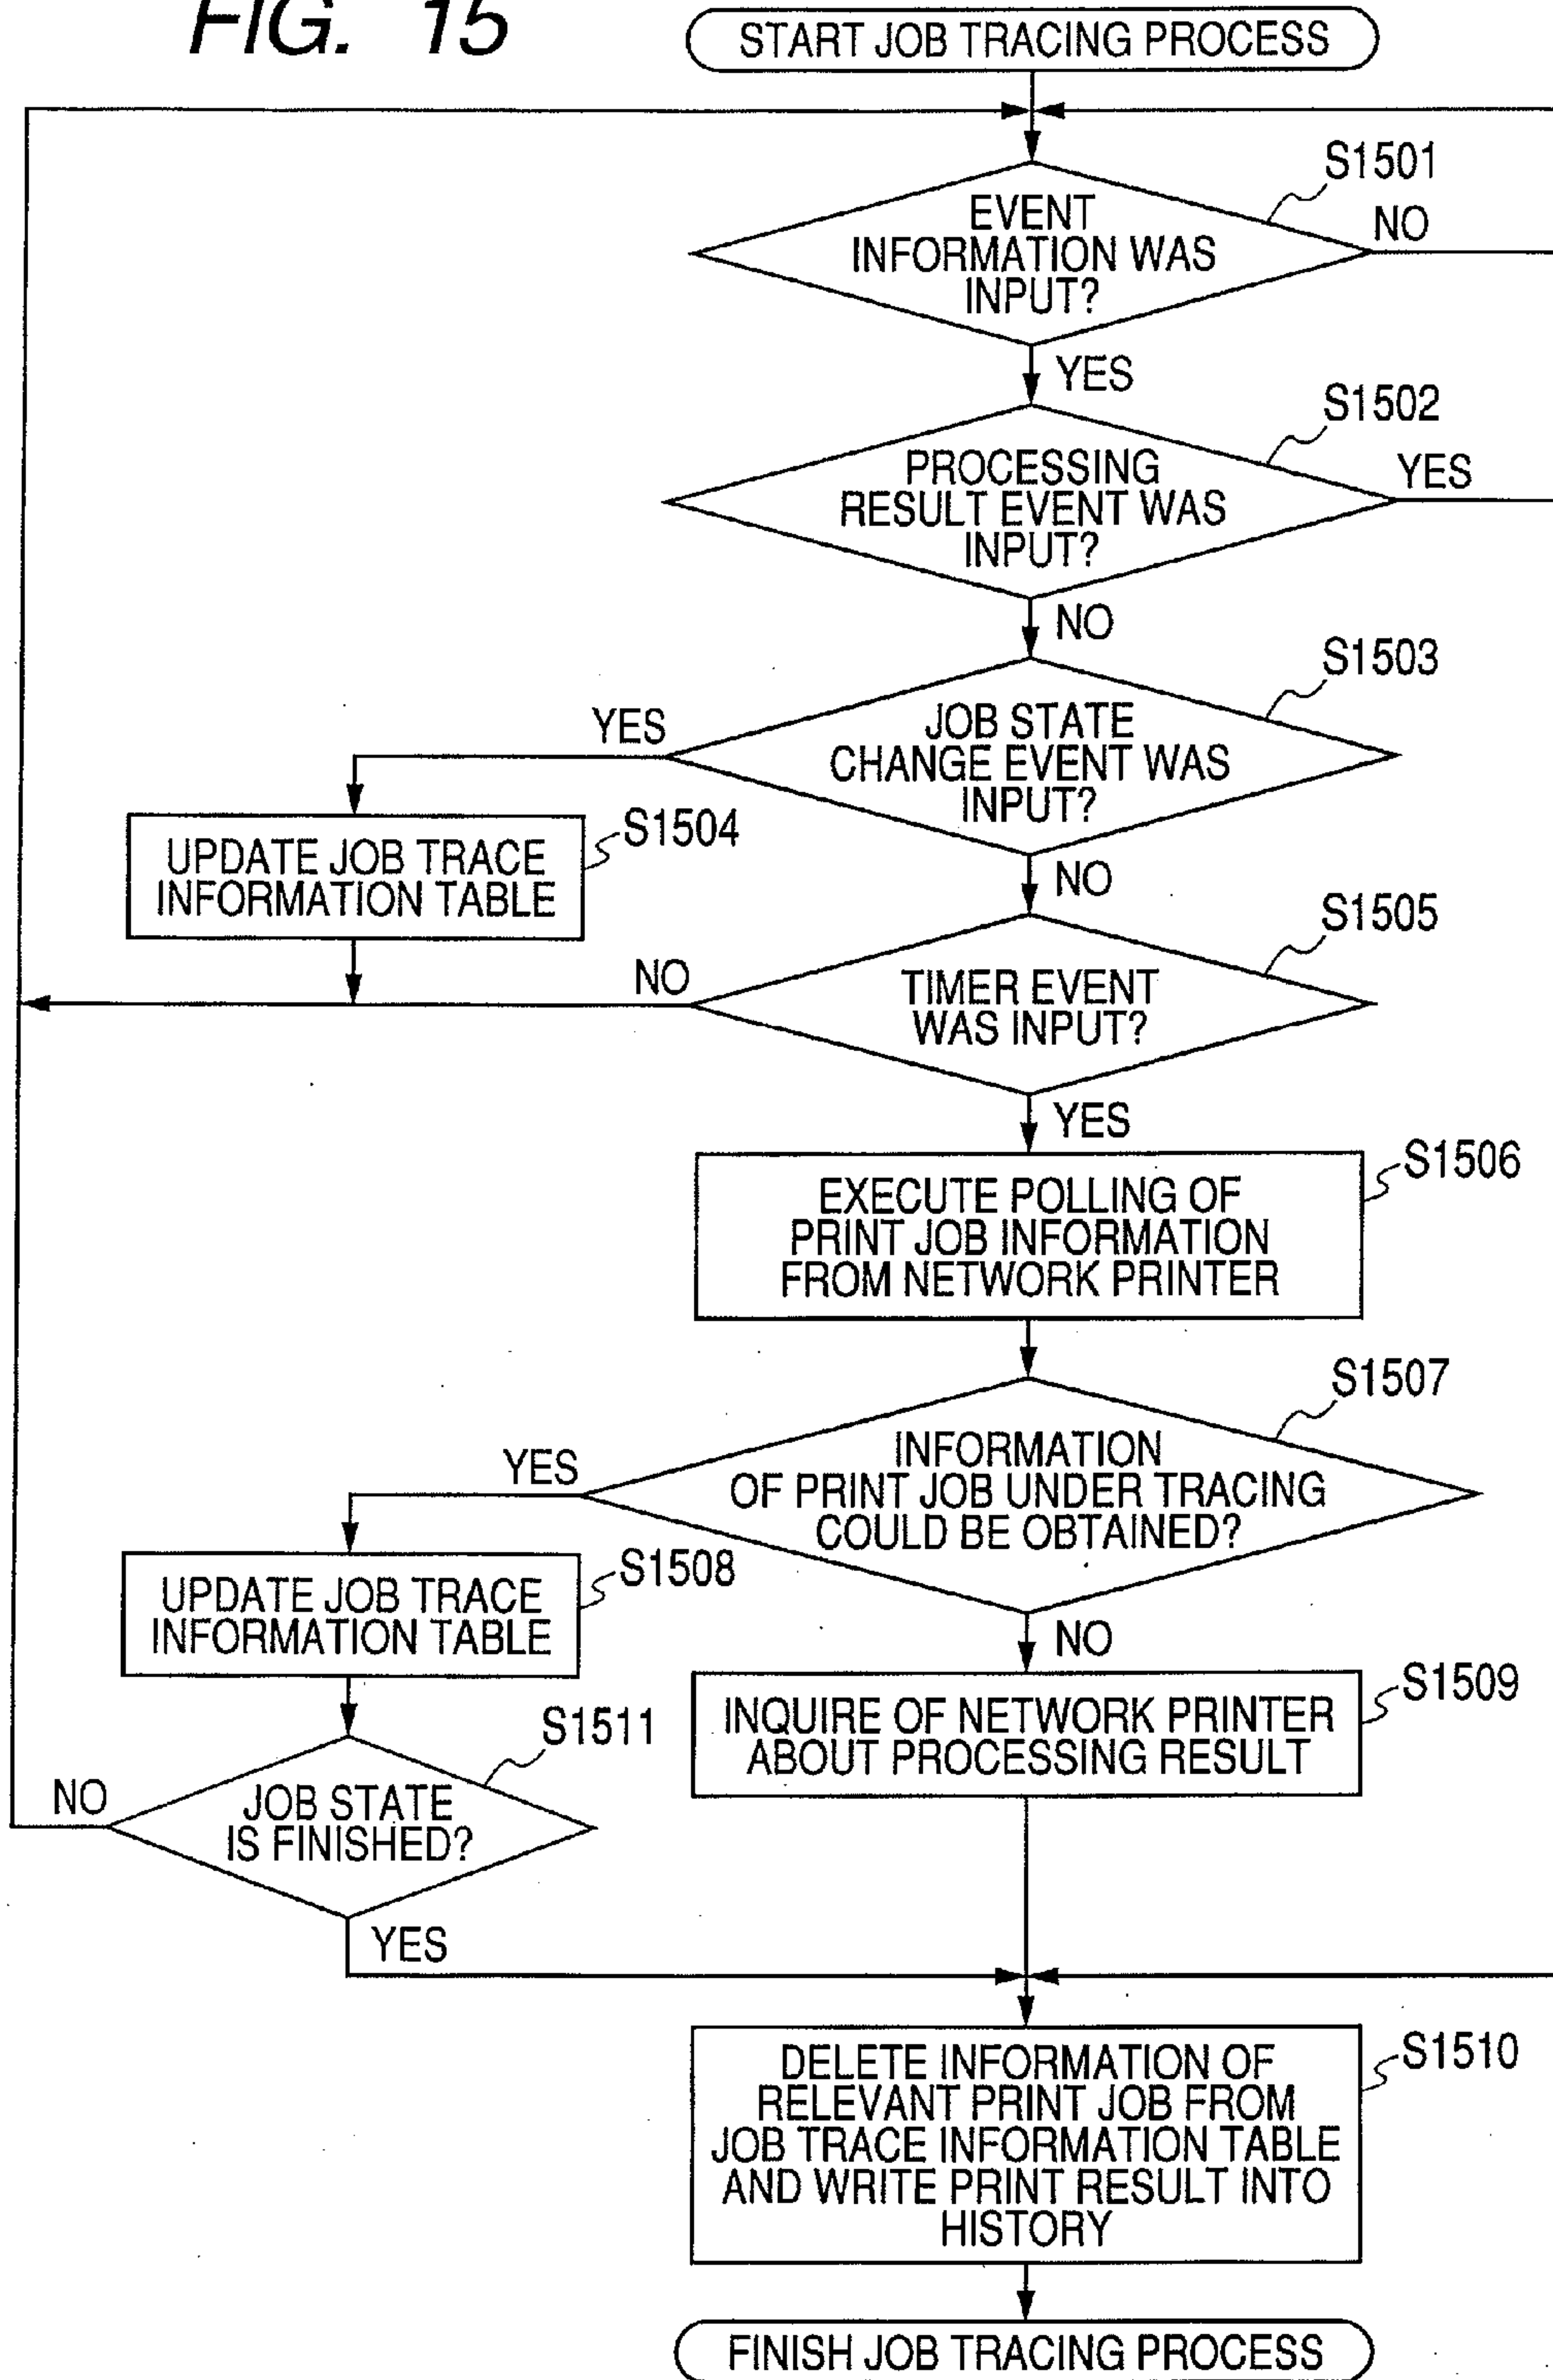 FIG. 15
START JOB TRACING PROCESS
S1501
EVENT
INFORMATION WAS
INPUT?
NO
YES
S1502
PROCESSING
RESULT EVENT WAS
INPUT?
YES
NO
S1503
JOB STATE
CHANGE EVENT WAS
INPUT?
YES
S1504
UPDATE JOB TRACE
INFORMATION TABLE
NO
S1505
TIMER EVENT
WAS INPUT?
NO
YES
S1506
EXECUTE POLLING OF
PRINT JOB INFORMATION
FROM NETWORK PRINTER
S1507
INFORMATION
OF PRINT JOB UNDER TRACING
COULD BE OBTAINED?
YES
S1508
UPDATE JOB TRACE
INFORMATION TABLE
NO
S1509
INQUIRE OF NETWORK PRINTER
ABOUT PROCESSING RESULT
S1511
JOB STATE
IS FINISHED?
NO
YES
S1510
DELETE INFORMATION OF
RELEVANT PRINT JOB FROM
JOB TRACE INFORMATION TABLE
AND WRITE PRINT RESULT INTO
HISTORY
FINISH JOB TRACING PROCESS